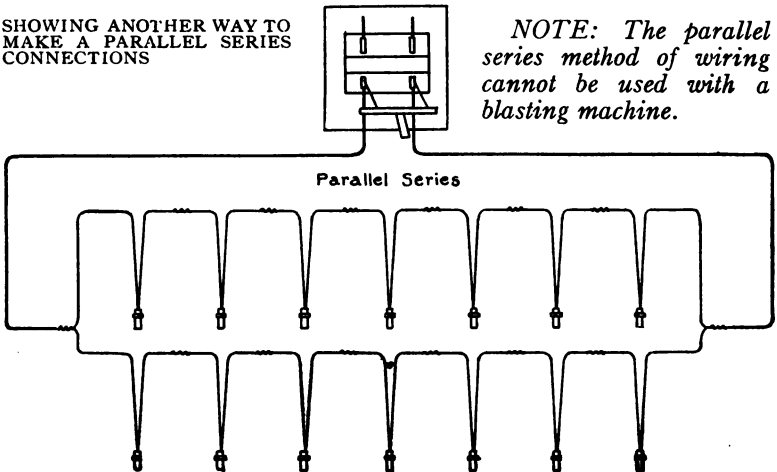 SHOWING ANOTHER WAY TO
MAKE A PARALLEL SERIES
CONNECTIONS
NOTE: The parallel
series method of wiring
cannot be used with a
blasting machine.
Parallel Series